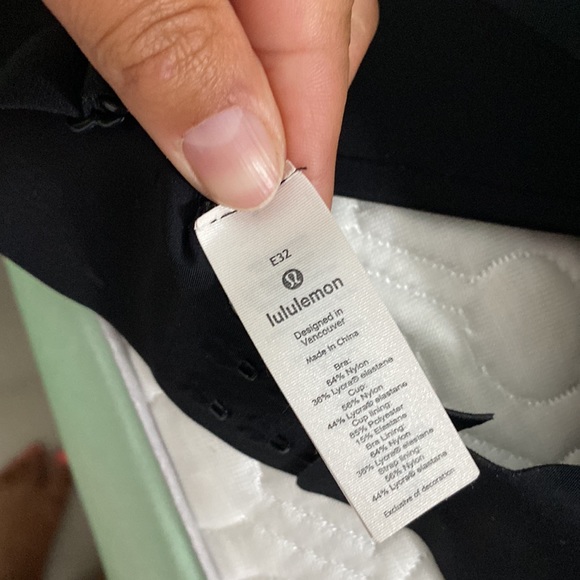 E32
lululemon
Designed in
Vancouver
Made in China
Bra:
64% Nylon
36% Lycra® elastane
Cup:
56% Nylon
44% Lycra® elastane
Cup lining:
85% Polyester
15% Elastane
Bra Lining:
64% Nylon
36% Lycra® elastane
Strap lining:
56% Nylon
44% Lycra® elastane
Exclusive of decoration